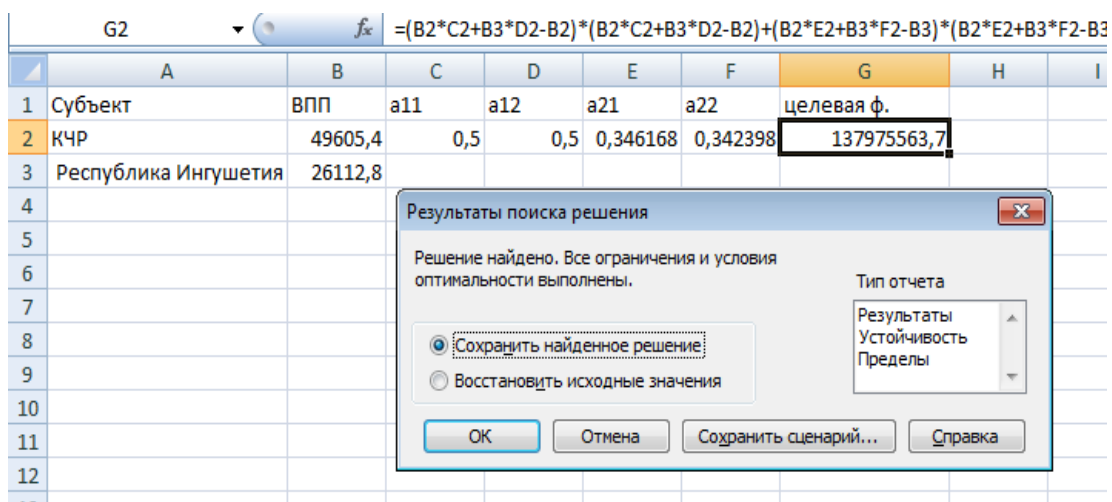 G2 fx =(B2*C2+B3*D2-B2)*(B2*C2+B3*D2-B2)+(B2*E2+B3*F2-B3)*(B2*E2+B3*F2-B3
A B C D E F G H I
1 Субъект ВПП a11 a12 a21 a22 целевая ф.
2 КЧР 49605,4 0,5 0,5 0,346168 0,342398 137975563,7
3 Республика Ингушетия 26112,8
4
5
6
7
8
9
10
11
12
Результаты поиска решения
Решение найдено. Все ограничения и условия
оптимальности выполнены.
Тип отчета
Результаты
Устойчивость
Пределы
Сохранить найденное решение
Восстановить исходные значения
ОК Отмена Сохранить сценарий... Справка